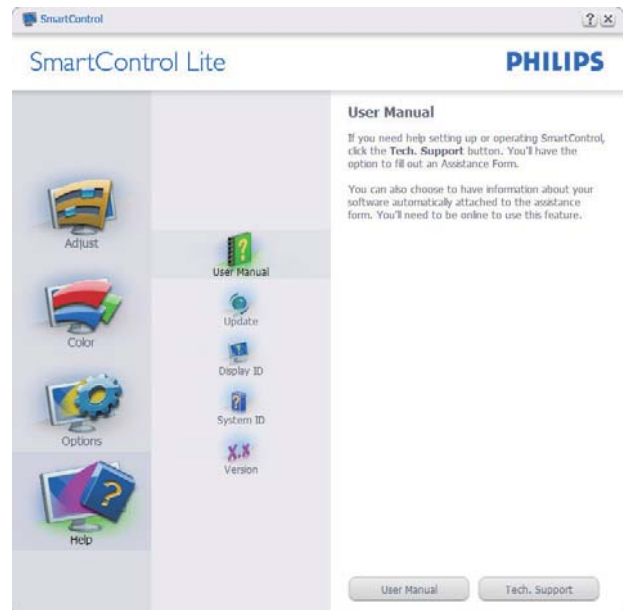 SmartControl
SmartControl Lite
PHILIPS
Adjust
Color
Options
Help
User Manual
Update
Display ID
System ID
X.X
Version
User Manual
If you need help setting up or operating SmartControl,
click the Tech. Support button. You'll have the
option to fill out an Assistance Form.
You can also choose to have information about your
software automatically attached to the assistance
form. You'll need to be online to use this feature.
User Manual
Tech. Support